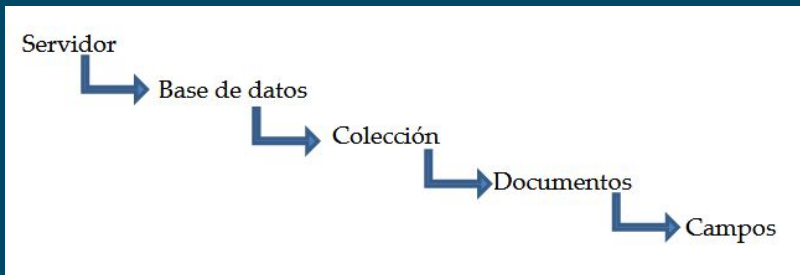 Servidor
Base de datos
Colección
Documentos
Campos